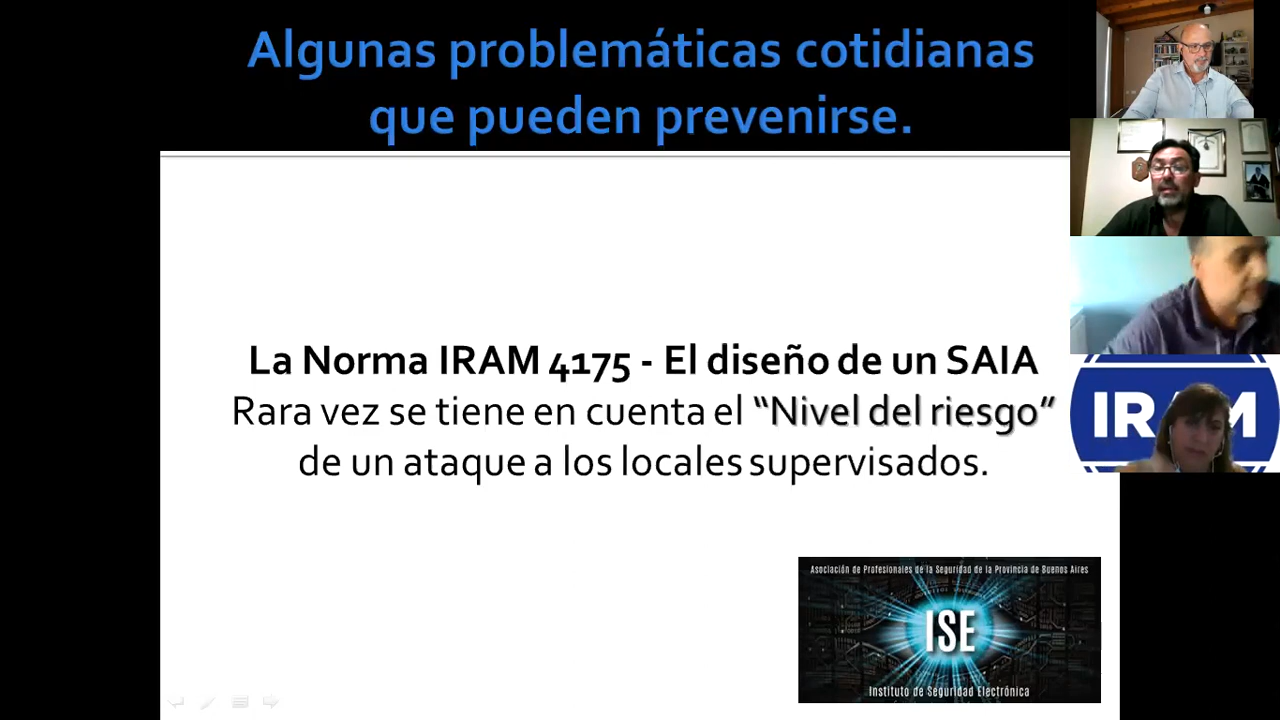 Algunas problemáticas cotidianas
que pueden prevenirse.
La Norma IRAM 4175 - El diseño de un SAIA
Rara vez se tiene en cuenta el “Nivel del riesgo”
de un ataque a los locales supervisados.
IRAM
Asociación de Profesionales de la Seguridad de la Provincia de Buenos Aires
ISE
Instituto de Seguridad Electrónica